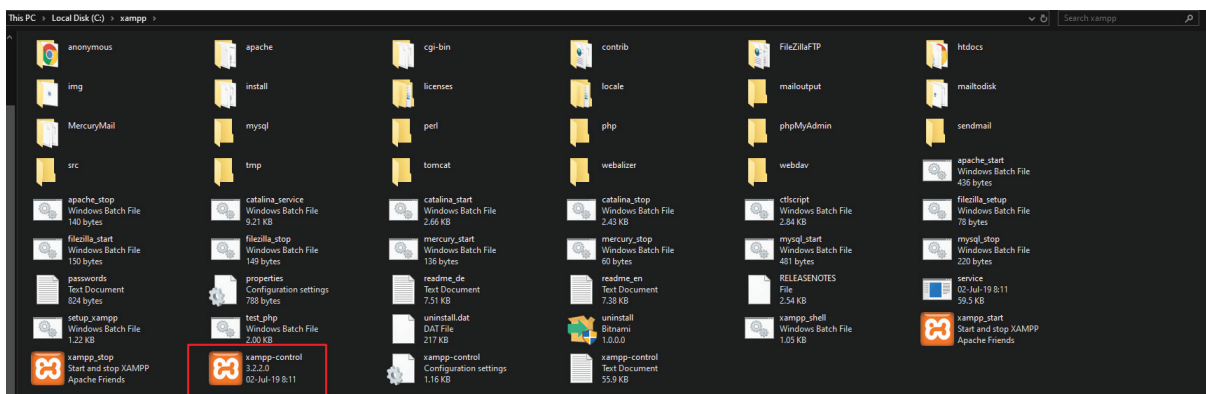 This PC > Local Disk (C:) > xampp >
Search xampp
anonymous
apache
cgi-bin
contrib
FileZillaFTP
htdocs
img
install
licenses
locale
mailoutput
mailtodisk
MercuryMail
mysql
perl
php
phpMyAdmin
sendmail
src
tmp
tomcat
webalizer
webdav
apache_start
Windows Batch File
436 bytes
apache_stop
Windows Batch File
140 bytes
catalina_service
Windows Batch File
9.21 KB
catalina_start
Windows Batch File
2.66 KB
catalina_stop
Windows Batch File
2.43 KB
ctlscript
Windows Batch File
2.84 KB
filezilla_setup
Windows Batch File
78 bytes
filezilla_start
Windows Batch File
150 bytes
filezilla_stop
Windows Batch File
149 bytes
mercury_start
Windows Batch File
136 bytes
mercury_stop
Windows Batch File
60 bytes
mysql_start
Windows Batch File
481 bytes
mysql_stop
Windows Batch File
220 bytes
passwords
Text Document
824 bytes
properties
Configuration settings
788 bytes
readme_de
Text Document
7.51 KB
readme_en
Text Document
7.38 KB
RELEASENOTES
File
2.54 KB
service
02-Jul-19 8:11
59.5 KB
setup_xampp
Windows Batch File
1.22 KB
test_php
Windows Batch File
2.00 KB
uninstall.dat
DAT File
217 KB
uninstall
Bitnami
1.0.0.0
xampp_shell
Windows Batch File
1.05 KB
xampp_start
Start and stop XAMPP
Apache Friends
xampp_stop
Start and stop XAMPP
Apache Friends
xampp-control
3.2.2.0
02-Jul-19 8:11
xampp-control
Configuration settings
1.16 KB
xampp-control
Text Document
55.9 KB